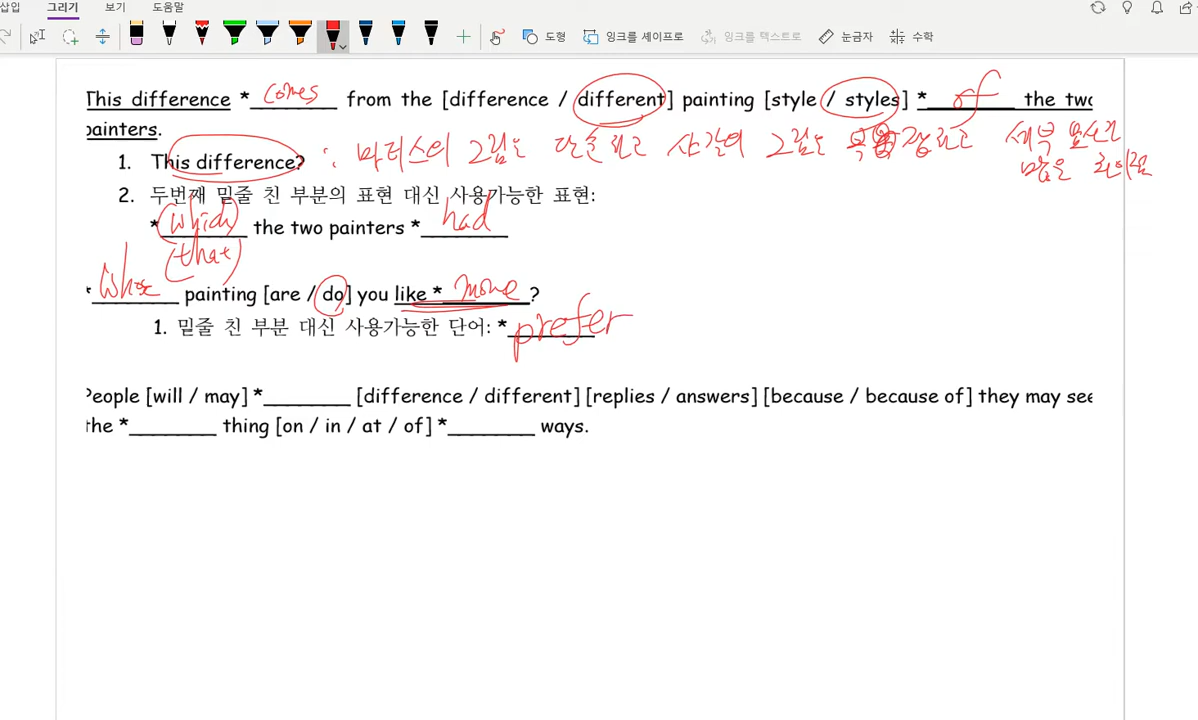 삽입 그리기 보기 도움말
도형 잉크를 셰이프로 잉크를 텍스트로 눈금자 수학
This difference * comes from the [difference / different] painting [style / styles] * of the two
painters.
1. This difference? ∵ 마티스의 그림은 단순하고 샤갈의 그림은 복잡하고 세부 요소가
많은 차이점
2. 두번째 밑줄 친 부분의 표현 대신 사용가능한 표현:
* (which) the two painters * had
(that)
* Whose painting [are / do] you like * more ?
1. 밑줄 친 부분 대신 사용가능한 단어: * prefer
People [will / may] *________ [difference / different] [replies / answers] [because / because of] they may see
the *________ thing [on / in / at / of] *________ ways.